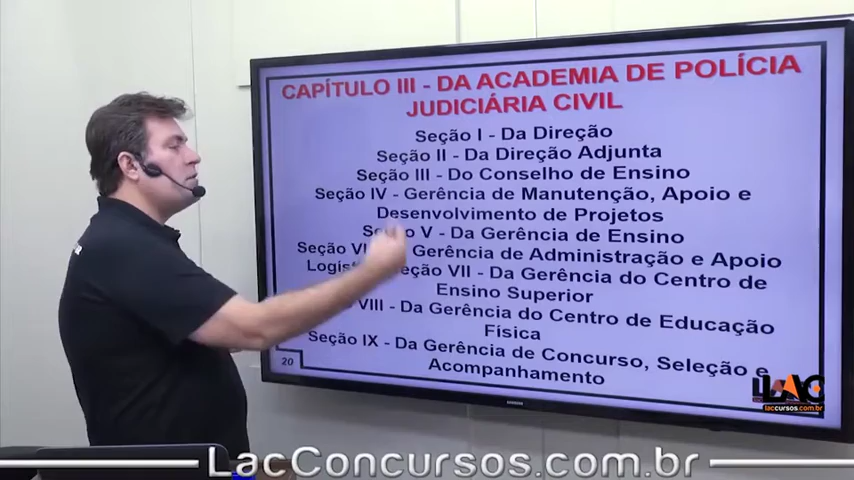 CAPÍTULO III - DA ACADEMIA DE POLÍCIA
JUDICIÁRIA CIVIL
Seção I - Da Direção
Seção II - Da Direção Adjunta
Seção III - Do Conselho de Ensino
Seção IV - Gerência de Manutenção, Apoio e
Desenvolvimento de Projetos
V - Da Gerência de Ensino
Seção VI Gerência de Administração e Apoio
Seção VII - Da Gerência do Centro de
Ensino Superior
VIII - Da Gerência do Centro de Educação
Física
Seção IX - Da Gerência de Concurso, Seleção e
Acompanhamento
20
LAC
laccursos.com.br
LacConcursos.com.br